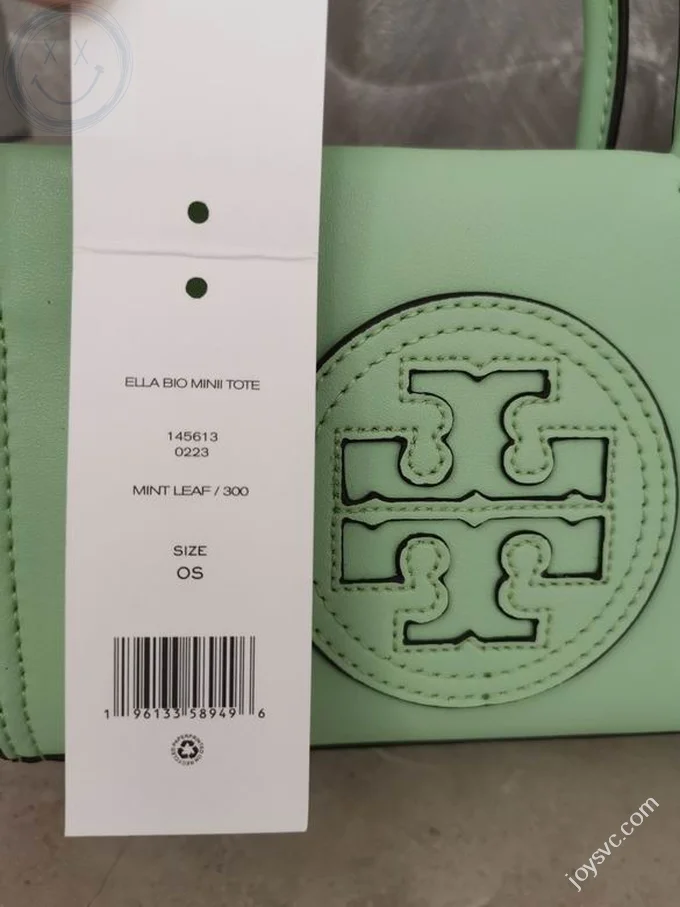 ELLA BIO MINII TOTE
145613
0223
MINT LEAF / 300
SIZE
OS
1 96133 58949 6
joysvc.com